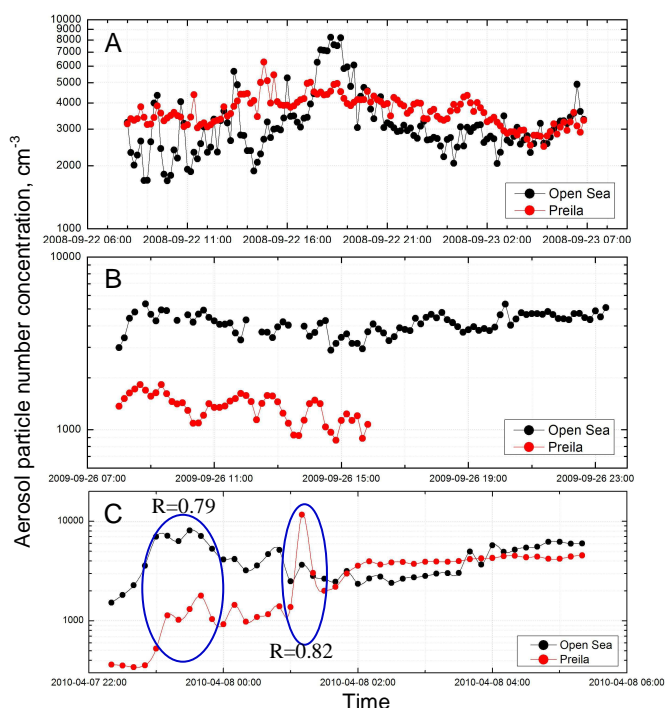 Aerosol particle number concentration, cm-3
A
10000
9000
8000
7000
6000
5000
4000
3000
2000
1000
Open Sea
Preila
2008-09-22 06:00 2008-09-22 11:00 2008-09-22 16:00 2008-09-22 21:00 2008-09-23 02:00 2008-09-23 07:00
B
10000
1000
Open Sea
Preila
2009-09-26 07:00 2009-09-26 11:00 2009-09-26 15:00 2009-09-26 19:00 2009-09-26 23:00
C
R=0.79
10000
1000
R=0.82
Open Sea
Preila
2010-04-07 22:00 2010-04-08 00:00 2010-04-08 02:00 2010-04-08 04:00 2010-04-08 06:00
Time